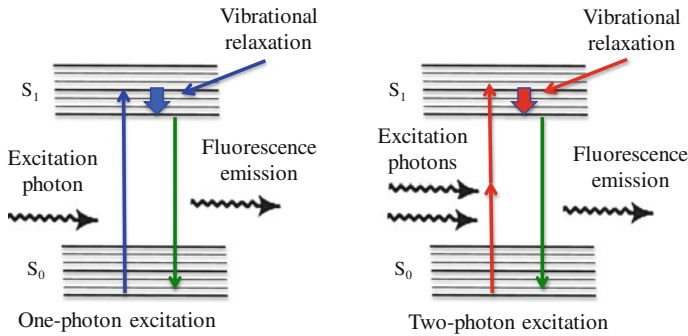 Vibrational
relaxation
S1
Excitation
photon
Fluorescence
emission
S0
One-photon excitation
Vibrational
relaxation
S1
Excitation
photons
Fluorescence
emission
S0
Two-photon excitation